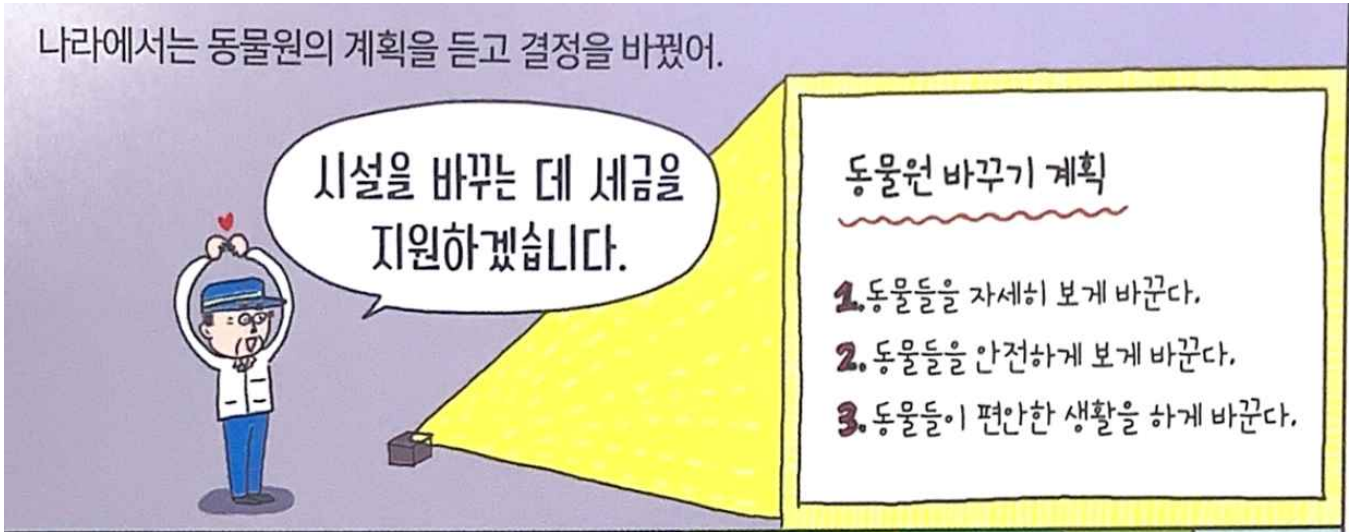 나라에서는 동물원의 계획을 듣고 결정을 바꿨어.
시설을 바꾸는 데 세금을
지원하겠습니다.
동물원 바꾸기 계획
1. 동물들을 자세히 보게 바꾼다.
2. 동물들을 안전하게 보게 바꾼다.
3. 동물들이 편안한 생활을 하게 바꾼다.